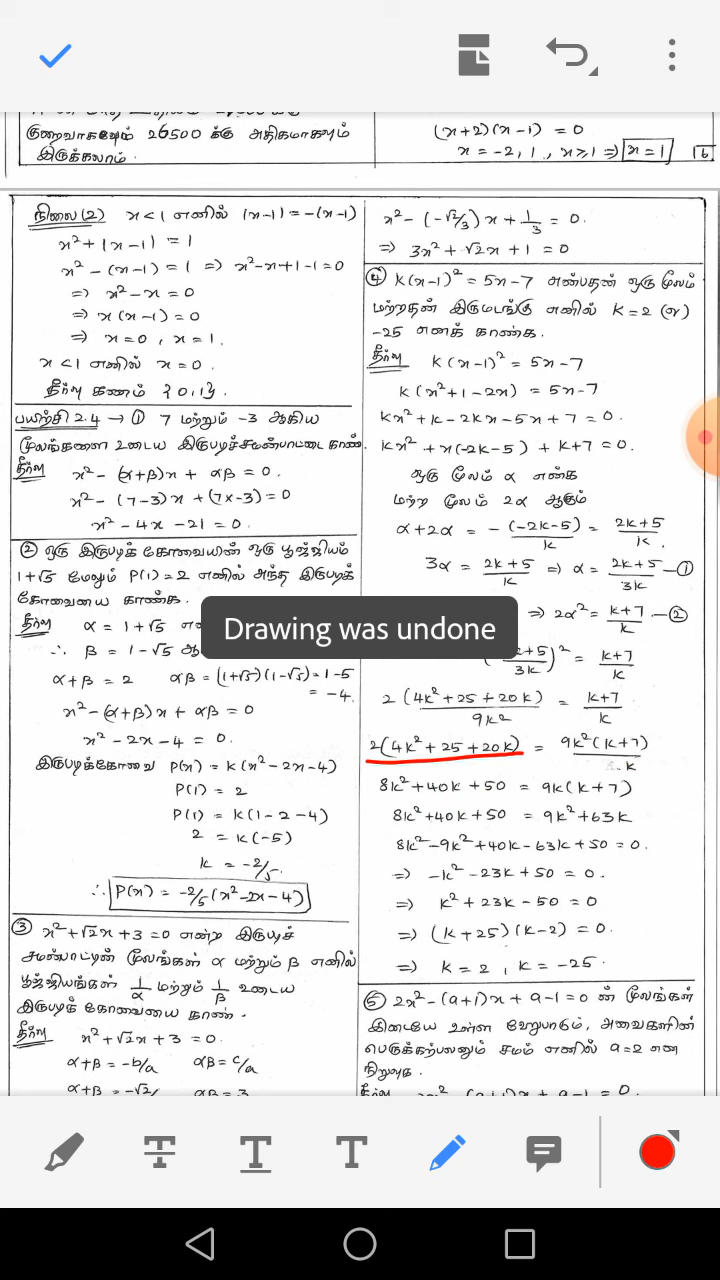 குறைவாகவும் 26500 க்கு அதிகமாகவும்
இருக்கலாம்.
(x+2)(x-1) = 0
x = -2, 1, x≥1 ⇒ x=1 16
நிலை(2) x<1 எனில் |x-1| = -(x-1)
x²+|x-1| = 1
x² - (x-1) = 1 ⇒ x²-x+1-1=0
⇒ x²-x = 0
⇒ x(x-1) = 0
⇒ x=0, x=1.
x<1 எனில் x=0.
தீர்வு கணம் {0,1}.
பயிற்சி 2.4 → ① 7 மற்றும் -3 ஆகிய
மூலங்களை உடைய இருபடிச்சமன்பாட்டை காண்.
தீர்வு x² - (α+β)x + αβ = 0.
x² - (7-3)x + (7x-3) = 0
x² - 4x - 21 = 0.
② ஒரு இருபடிக் கோவையின் ஒரு பூஜ்ஜியம்
1+√5 மேலும் P(1) = 2 எனில் அந்த இருபடிக்
கோவையை காண்க.
தீர்வு α = 1+√5
∴ β = 1-√5
α+β = 2 αβ = (1+√5)(1-√5) = 1-5
= -4.
x²-(α+β)x + αβ = 0
x² - 2x - 4 = 0.
இருபடிக்கோவை P(x) = k(x²-2x-4)
P(1) = 2
P(1) = k(1-2-4)
2 = k(-5)
k = -2/5.
∴ P(x) = -2/5 (x²-2x-4)
③ x²+√2x+3 = 0 என்ற இருபடிச்
சமன்பாட்டின் மூலங்கள் α மற்றும் β எனில்
பூஜ்ஜியங்கள் 1/α மற்றும் 1/β உடைய
இருபடிக் கோவையை காண்.
தீர்வு x²+√2x+3 = 0.
α+β = -b/a αβ = c/a
α+β = -√2/ αβ = 3
x² - (-√2/3)x + 1/3 = 0.
⇒ 3x² + √2x + 1 = 0
④ k(x-1)² = 5x-7 என்பதன் ஒரு மூலம்
மற்றதன் இருமடங்கு எனில் k=2 (or)
-25 எனக் காண்க.
தீர்வு k(x-1)² = 5x-7
k(x²+1-2x) = 5x-7
kx²+k-2kx-5x+7 = 0.
kx² + x(-2k-5) + k+7 = 0.
ஒரு மூலம் α என்க
மற்ற மூலம் 2α ஆகும்
α+2α = -(-2k-5)/k = 2k+5/k.
3α = 2k+5/k ⇒ α = 2k+5/3k —①
⇒ 2α² = k+7/k —②
Drawing was undone
k+5/3k)² = k+7/k
2(4k²+25+20k)/9k² = k+7/k
2(4k²+25+20k) = 9k²(k+7)/k
8k²+40k+50 = 9k(k+7)
8k²+40k+50 = 9k²+63k
8k²-9k²+40k-63k+50 = 0.
⇒ -k²-23k+50 = 0.
⇒ k²+23k-50 = 0
⇒ (k+25)(k-2) = 0.
⇒ k=2, k=-25.
⑤ 2x²-(a+1)x+a-1=0 ன் மூலங்கள்
இடையே உள்ள வேறுபாடும், அவைகளின்
பெருக்கற்பலனும் சமம் எனில் a=2 என
நிறுவுக.
T T